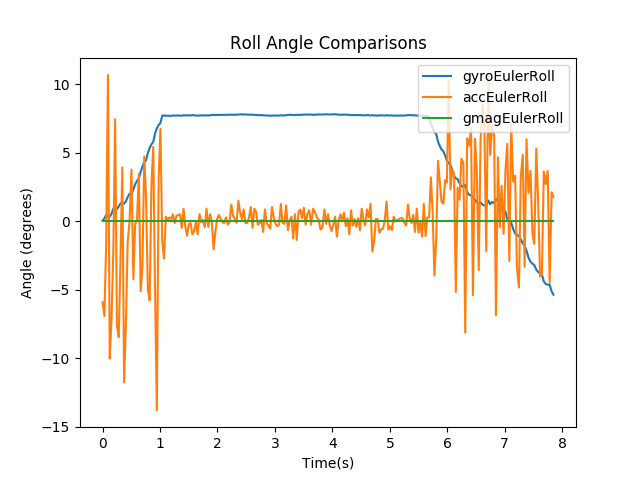 Roll Angle Comparisons
gyroEulerRoll
accEulerRoll
gmagEulerRoll
Angle (degrees)
10
5
0
−5
−10
−15
0 1 2 3 4 5 6 7 8
Time(s)